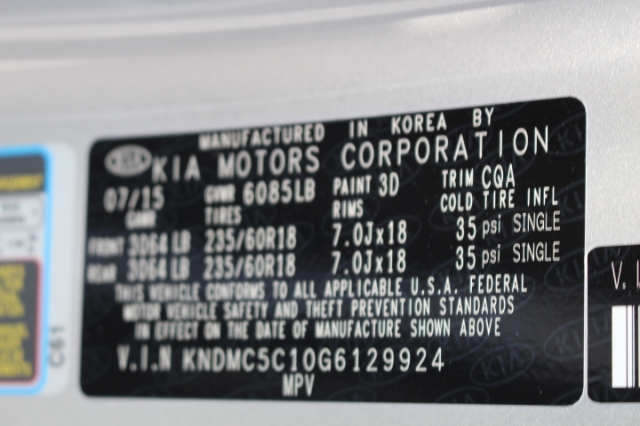 MANUFACTURED IN KOREA BY
KIA KIA MOTORS CORPORATION
07/15 GVWR 6085LB PAINT 3D TRIM CQA
GAWR TIRES RIMS COLD TIRE INFL
FRONT 3064 LB 235/60R18 7.0Jx18 35 psi SINGLE
REAR 3064 LB 235/60R18 7.0Jx18 35 psi SINGLE
THIS VEHICLE CONFORMS TO ALL APPLICABLE U.S.A. FEDERAL
MOTOR VEHICLE SAFETY AND THEFT PREVENTION STANDARDS
IN EFFECT ON THE DATE OF MANUFACTURE SHOWN ABOVE
V.I.N KNDMC5C10G6129924
MPV
C61
V. I